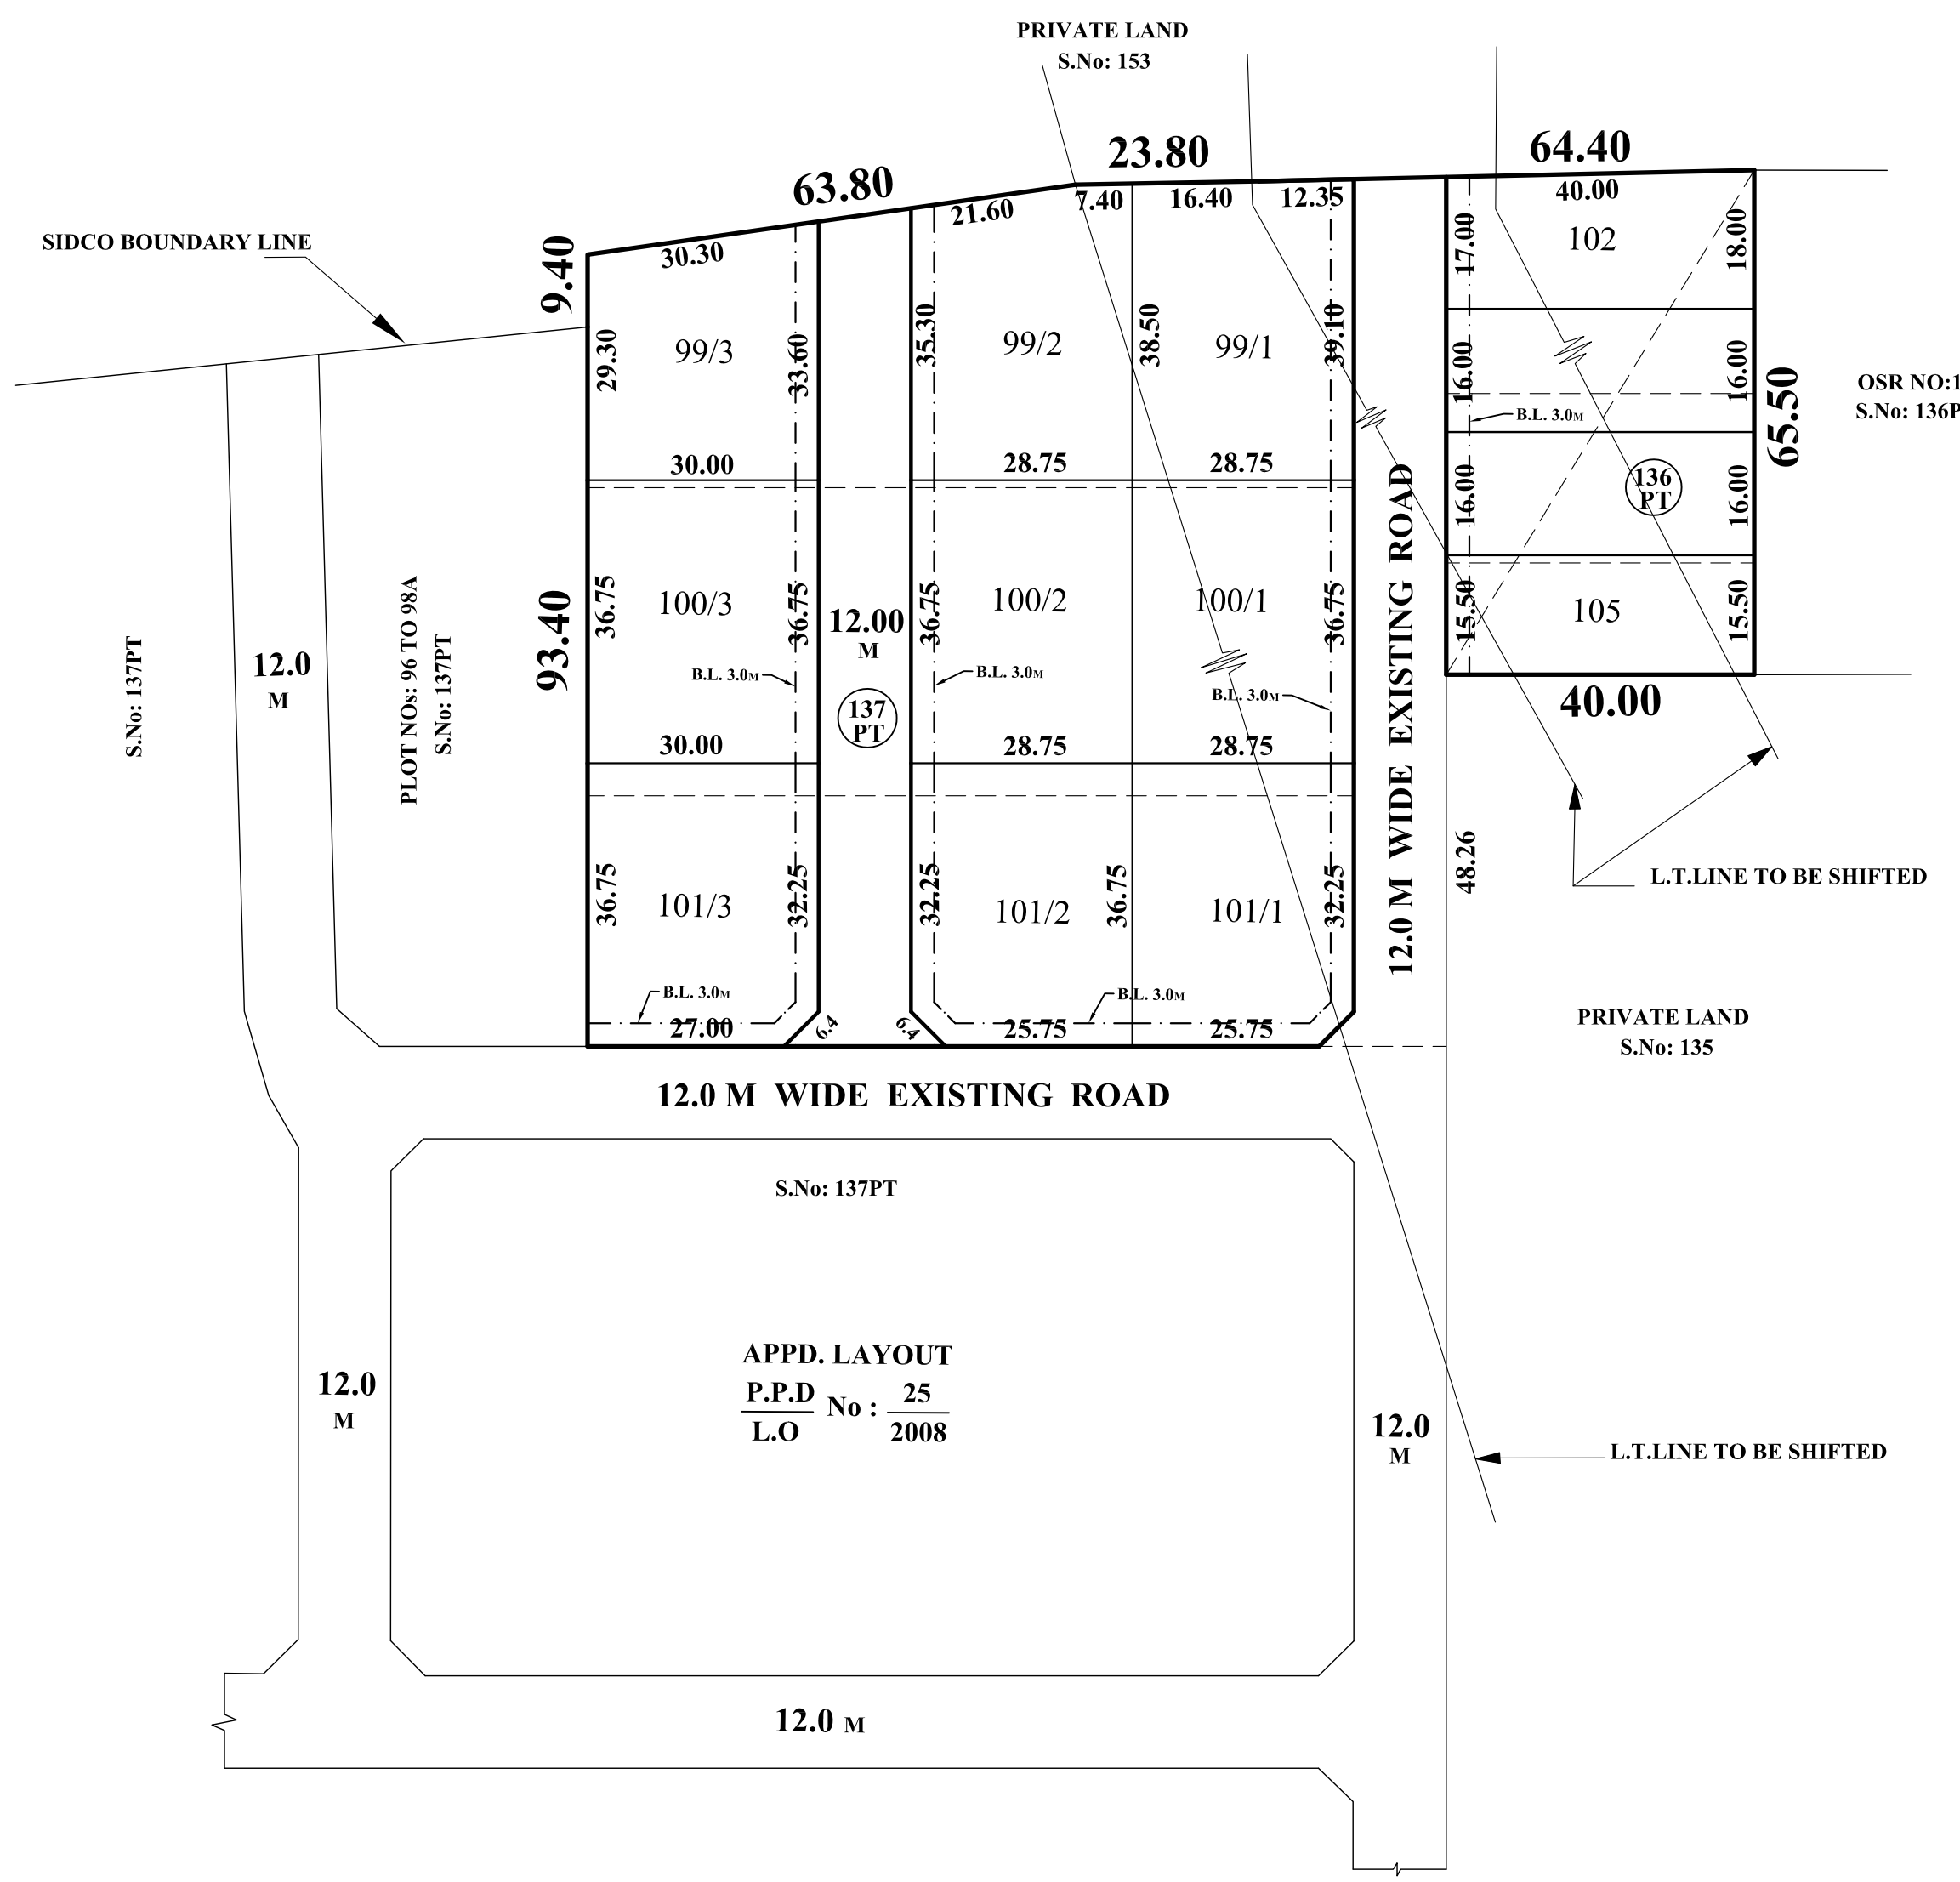 PRIVATE LAND
S.No: 153
63.80
23.80
64.40
SIDCO BOUNDARY LINE
9.40
30.30
21.60
7.40
16.40
12.35
40.00
17.00
102
18.00
29.30
99/3
33.60
35.30
99/2
38.50
99/1
39.10
16.00
16.00
B.L. 3.0M
65.50
OSR NO:1
S.No: 136P
30.00
28.75
28.75
16.00
136
PT
16.00
12.0 M WIDE EXISTING ROAD
S.No: 137PT
12.0
M
PLOT NOs: 96 TO 98A
S.No: 137PT
93.40
36.75
100/3
36.75
12.00
M
36.75
100/2
100/1
36.75
15.50
105
15.50
B.L. 3.0M
B.L. 3.0M
B.L. 3.0M
137
PT
40.00
30.00
28.75
28.75
36.75
101/3
32.25
32.25
101/2
36.75
101/1
32.25
48.26
L.T.LINE TO BE SHIFTED
B.L. 3.0M
B.L. 3.0M
27.00
6.4
6.4
25.75
25.75
PRIVATE LAND
S.No: 135
12.0 M WIDE EXISTING ROAD
S.No: 137PT
APPD. LAYOUT
P.P.D
L.O
No :
25
2008
12.0
M
12.0
M
L.T.LINE TO BE SHIFTED
12.0 M